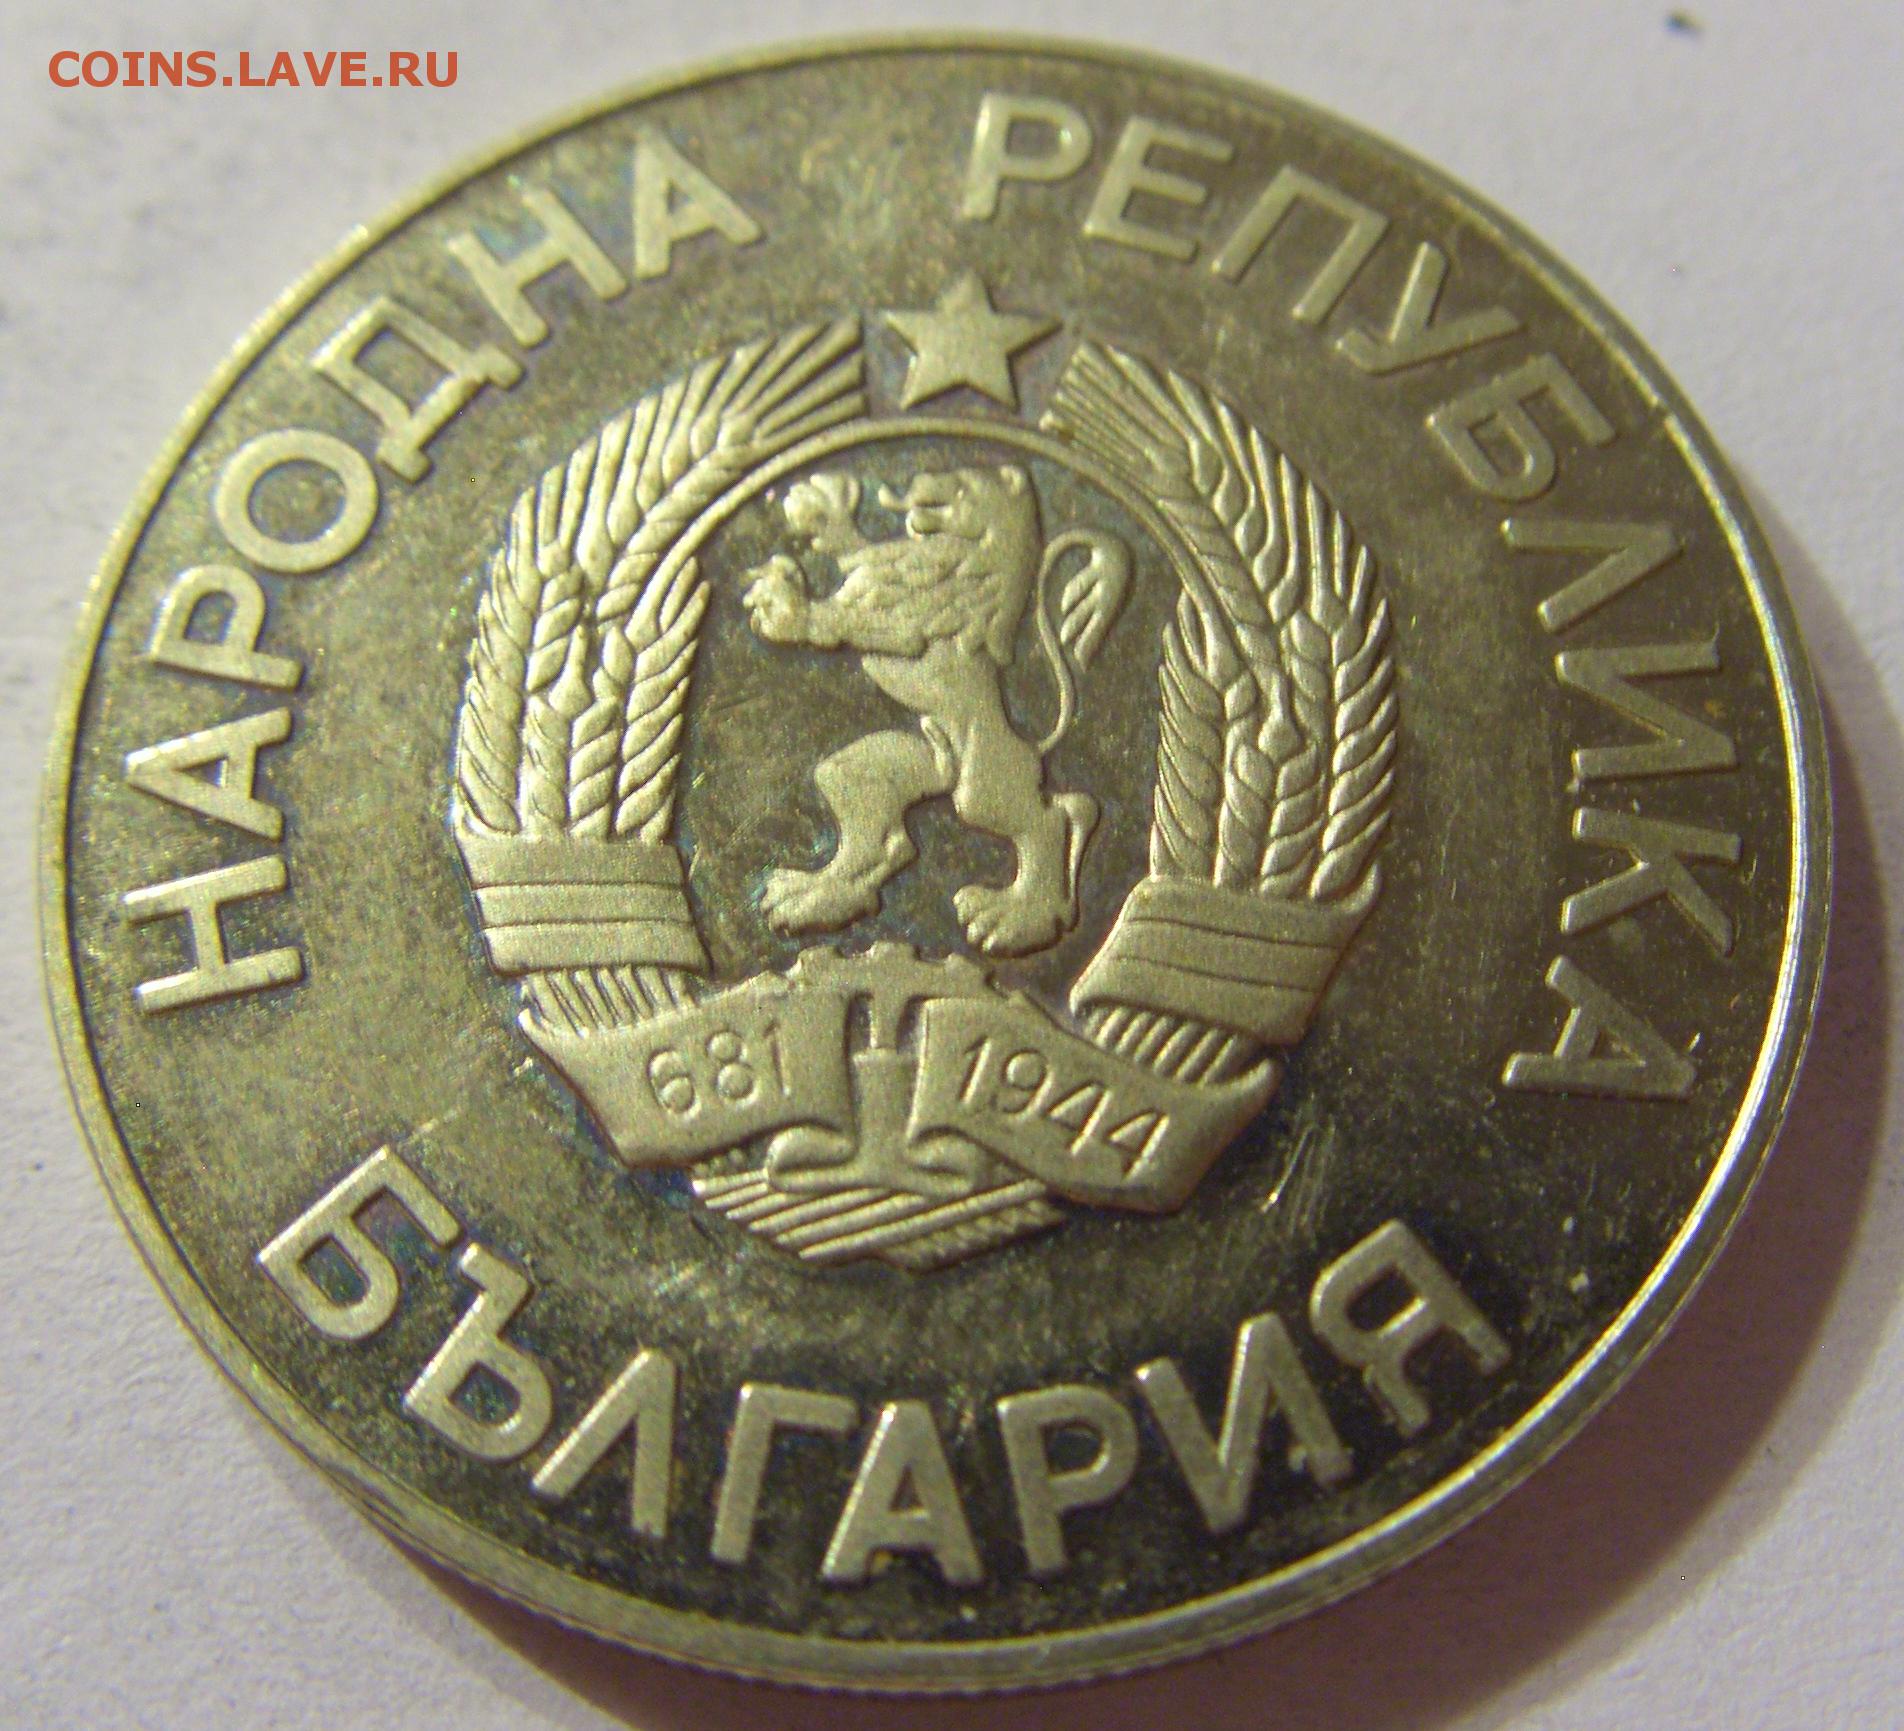 COINS.LAVE.RU
НАРОДНА РЕПУБЛИКА
681 1944
БЪЛГАРИЯ